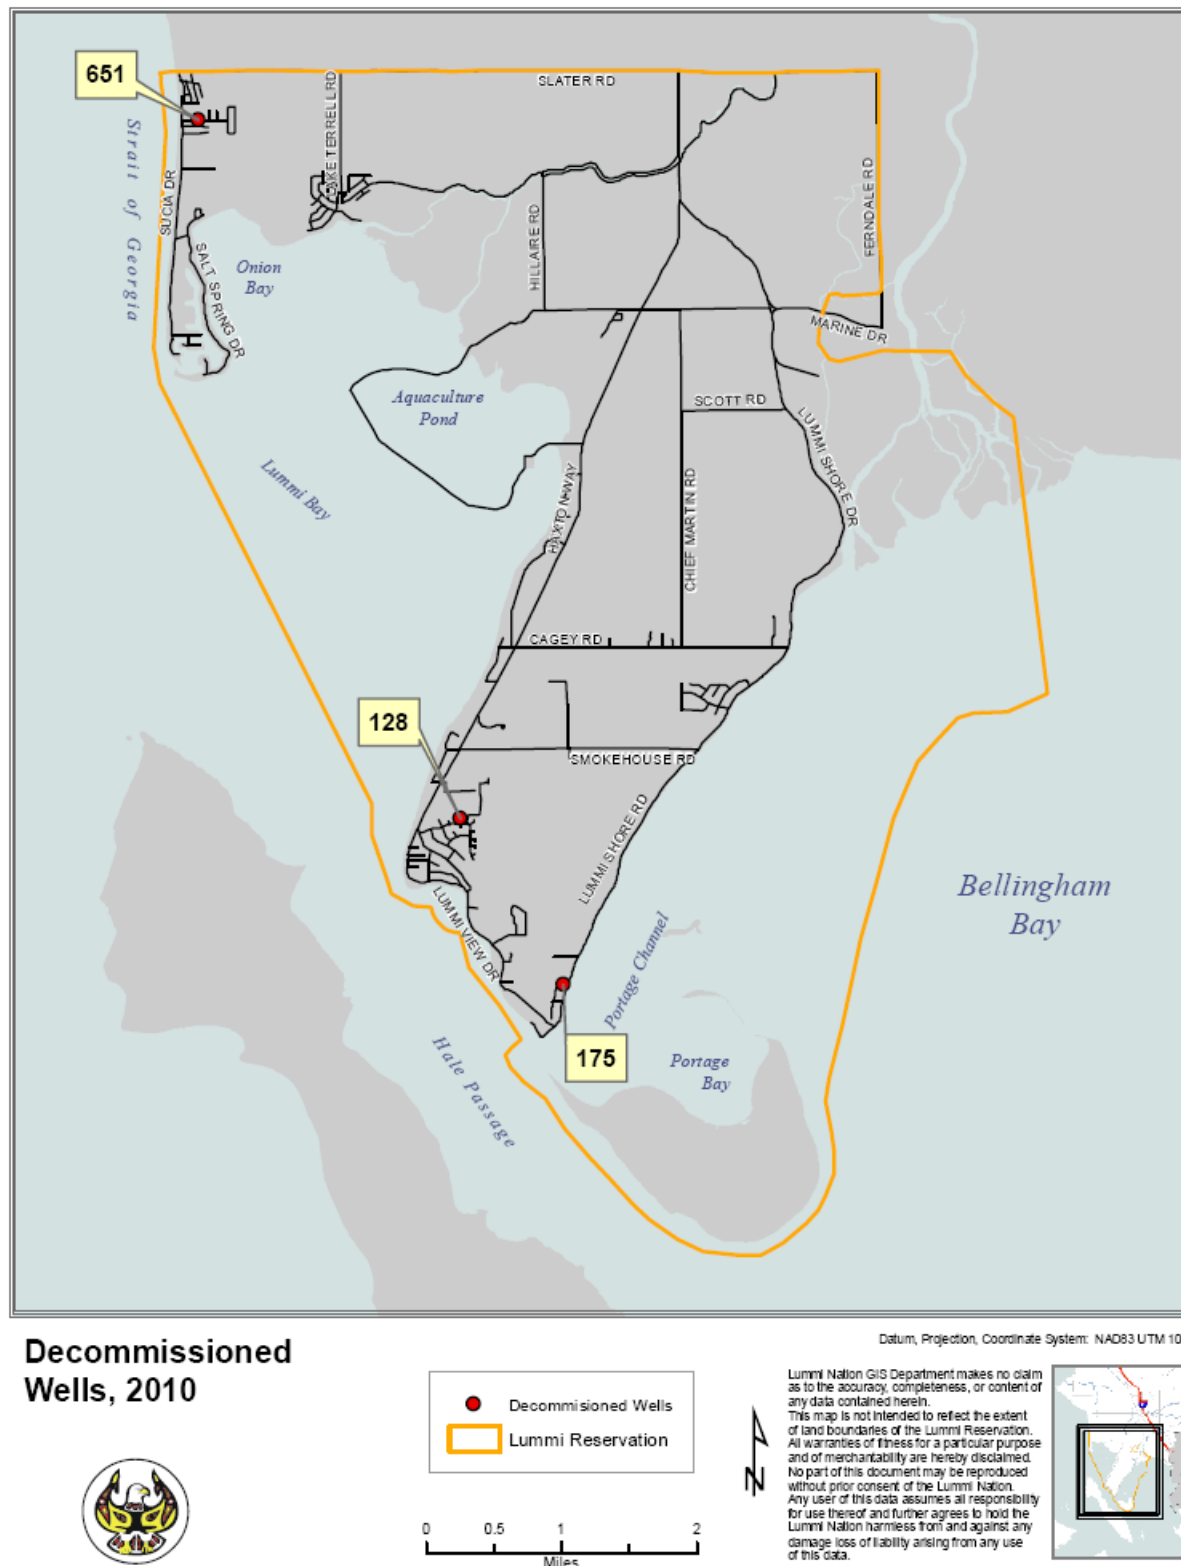 651
SLATER RD
LAKE TERRELL RD
Strait of Georgia
SUCIA DR
SALT SPRING DR
Onion
Bay
HILLAIRE RD
FERNDALE RD
MARINE DR
Aquaculture
Pond
SCOTT RD
LUMMI SHORE DR
Lummi Bay
HAXTON WAY
CHIEF MARTIN RD
CAGEY RD
128
SMOKEHOUSE RD
LUMMI SHORE RD
Bellingham
Bay
LUMMI VIEW DR
Portage Channel
175
Hale Passage
Portage
Bay
Decommissioned
Wells, 2010
Decommisioned Wells
Lummi Reservation
0 0.5 1 2
Miles
N
Datum, Projection, Coordinate System: NAD83 UTM 10
Lummi Nation GIS Department makes no claim
as to the accuracy, completeness, or content of
any data contained herein.
This map is not intended to reflect the extent
of land boundaries of the Lummi Reservation.
All warranties of fitness for a particular purpose
and of merchantability are hereby disclaimed.
No part of this document may be reproduced
without prior consent of the Lummi Nation.
Any user of this data assumes all responsibility
for use thereof and further agrees to hold the
Lummi Nation harmless from and against any
damage loss of liability arising from any use
of this data.